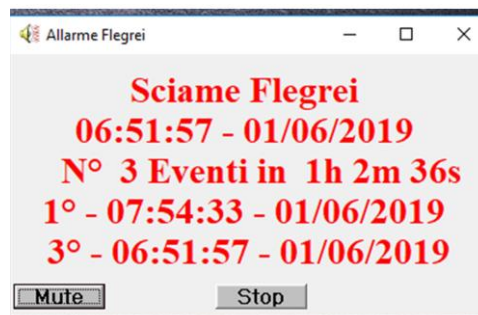 Allarme Flegrei
Sciame Flegrei
06:51:57 - 01/06/2019
N° 3 Eventi in 1h 2m 36s
1° - 07:54:33 - 01/06/2019
3° - 06:51:57 - 01/06/2019
Mute Stop